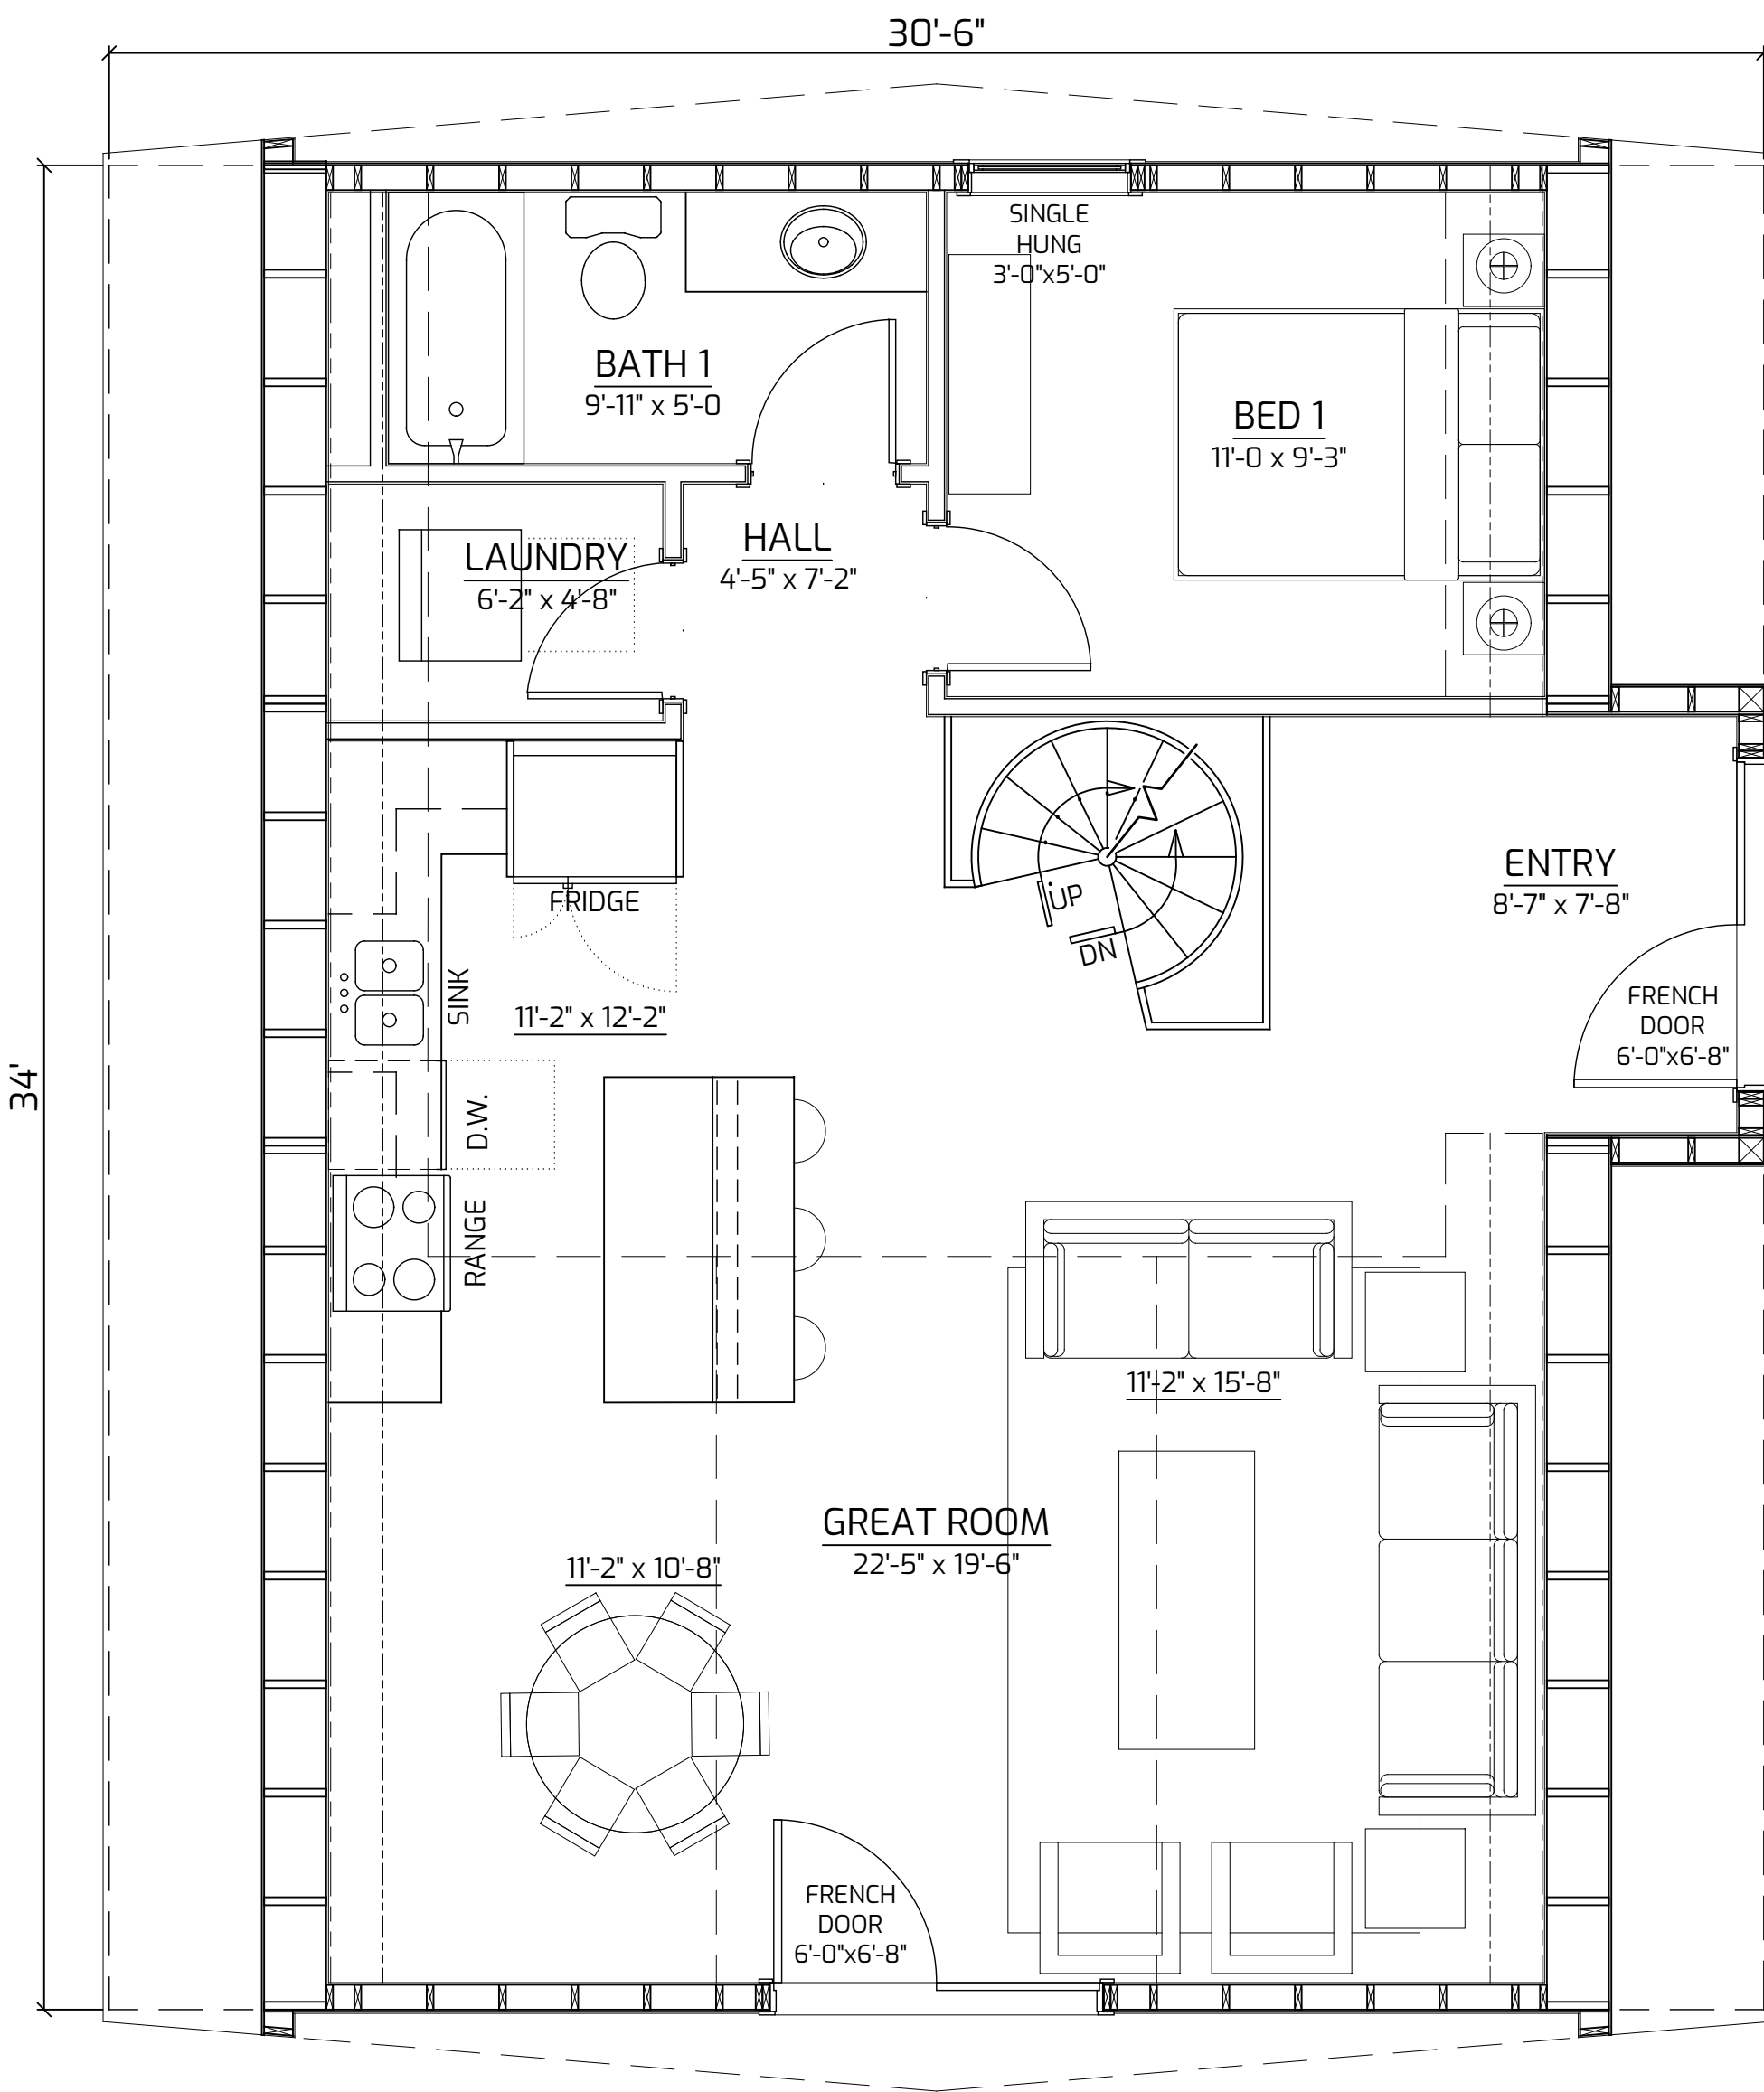 30'-6"
SINGLE
HUNG
3'-0"x5'-0"
BATH 1
9'-11" x 5'-0
BED 1
11'-0 x 9'-3"
LAUNDRY
6'-2" x 4'-8"
HALL
4'-5" x 7'-2"
ENTRY
8'-7" x 7'-8"
UP
DN
FRIDGE
SINK
11'-2" x 12'-2"
FRENCH
DOOR
6'-0"x6'-8"
34'
D.W.
RANGE
11'-2" x 15'-8"
GREAT ROOM
22'-5" x 19'-6"
11'-2" x 10'-8"
FRENCH
DOOR
6'-0"x6'-8"